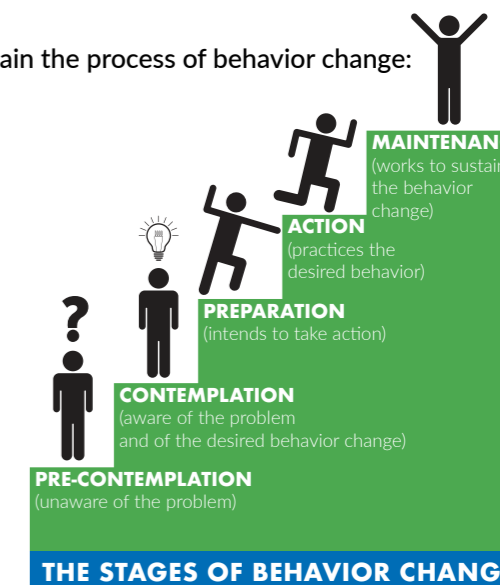 ain the process of behavior change:
?
MAINTENAN
(works to sustain
the behavior
change)
ACTION
(practices the
desired behavior)
PREPARATION
(intends to take action)
CONTEMPLATION
(aware of the problem
and of the desired behavior change)
PRE-CONTEMPLATION
(unaware of the problem)
THE STAGES OF BEHAVIOR CHANG